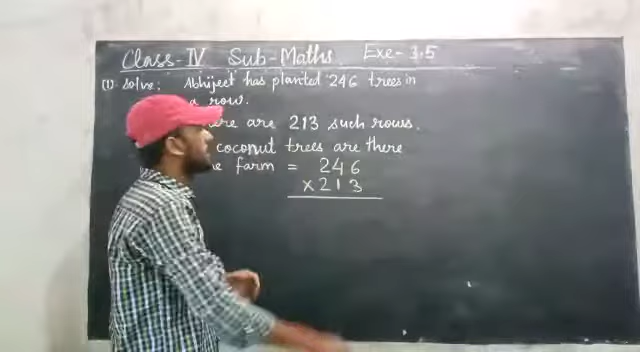 Class-IV Sub-Maths. Exe-3.5
(1) Solve: Abhijeet has planted 246 trees in
a row.
are 213 such rows.
coconut trees are there
farm = 246
×213